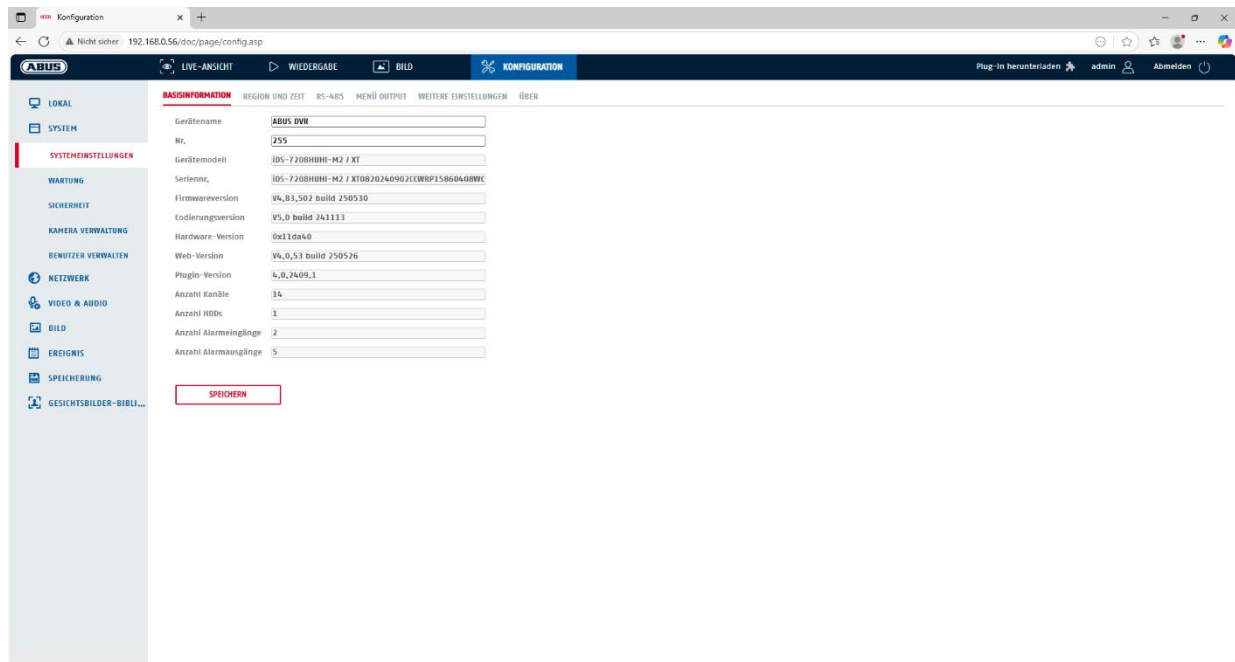 Konfiguration
Nicht sicher 192.168.0.56/doc/page/config.asp
ABUS LIVE-ANSICHT WIEDERGABE BILD KONFIGURATION Plug-In herunterladen admin Abmelden
BASISINFORMATION REGION UND ZEIT RS-485 MENÜ OUTPUT WEITERE EINSTELLUNGEN ÜBER
LOKAL
SYSTEM
SYSTEMEINSTELLUNGEN
WARTUNG
SICHERHEIT
KAMERA VERWALTUNG
BENUTZER VERWALTEN
NETZWERK
VIDEO & AUDIO
BILD
EREIGNIS
SPEICHERUNG
GESICHTSBILDER-BIBLI...
Gerätename ABUS DVR
Nr. 255
Gerätemodell iDS-7208HUHI-M2 / XT
Seriennr. iDS-7208HUHI-M2 / XT0820240902CCWRP15860408WC
Firmwareversion V4.83.502 build 250530
Codierungsversion V5.0 build 241113
Hardware-Version 0x11da40
Web-Version V4.0.53 build 250526
Plugin-Version 4.0.2409.1
Anzahl Kanäle 14
Anzahl HDDs 1
Anzahl Alarmeingänge 2
Anzahl Alarmausgänge 5
SPEICHERN